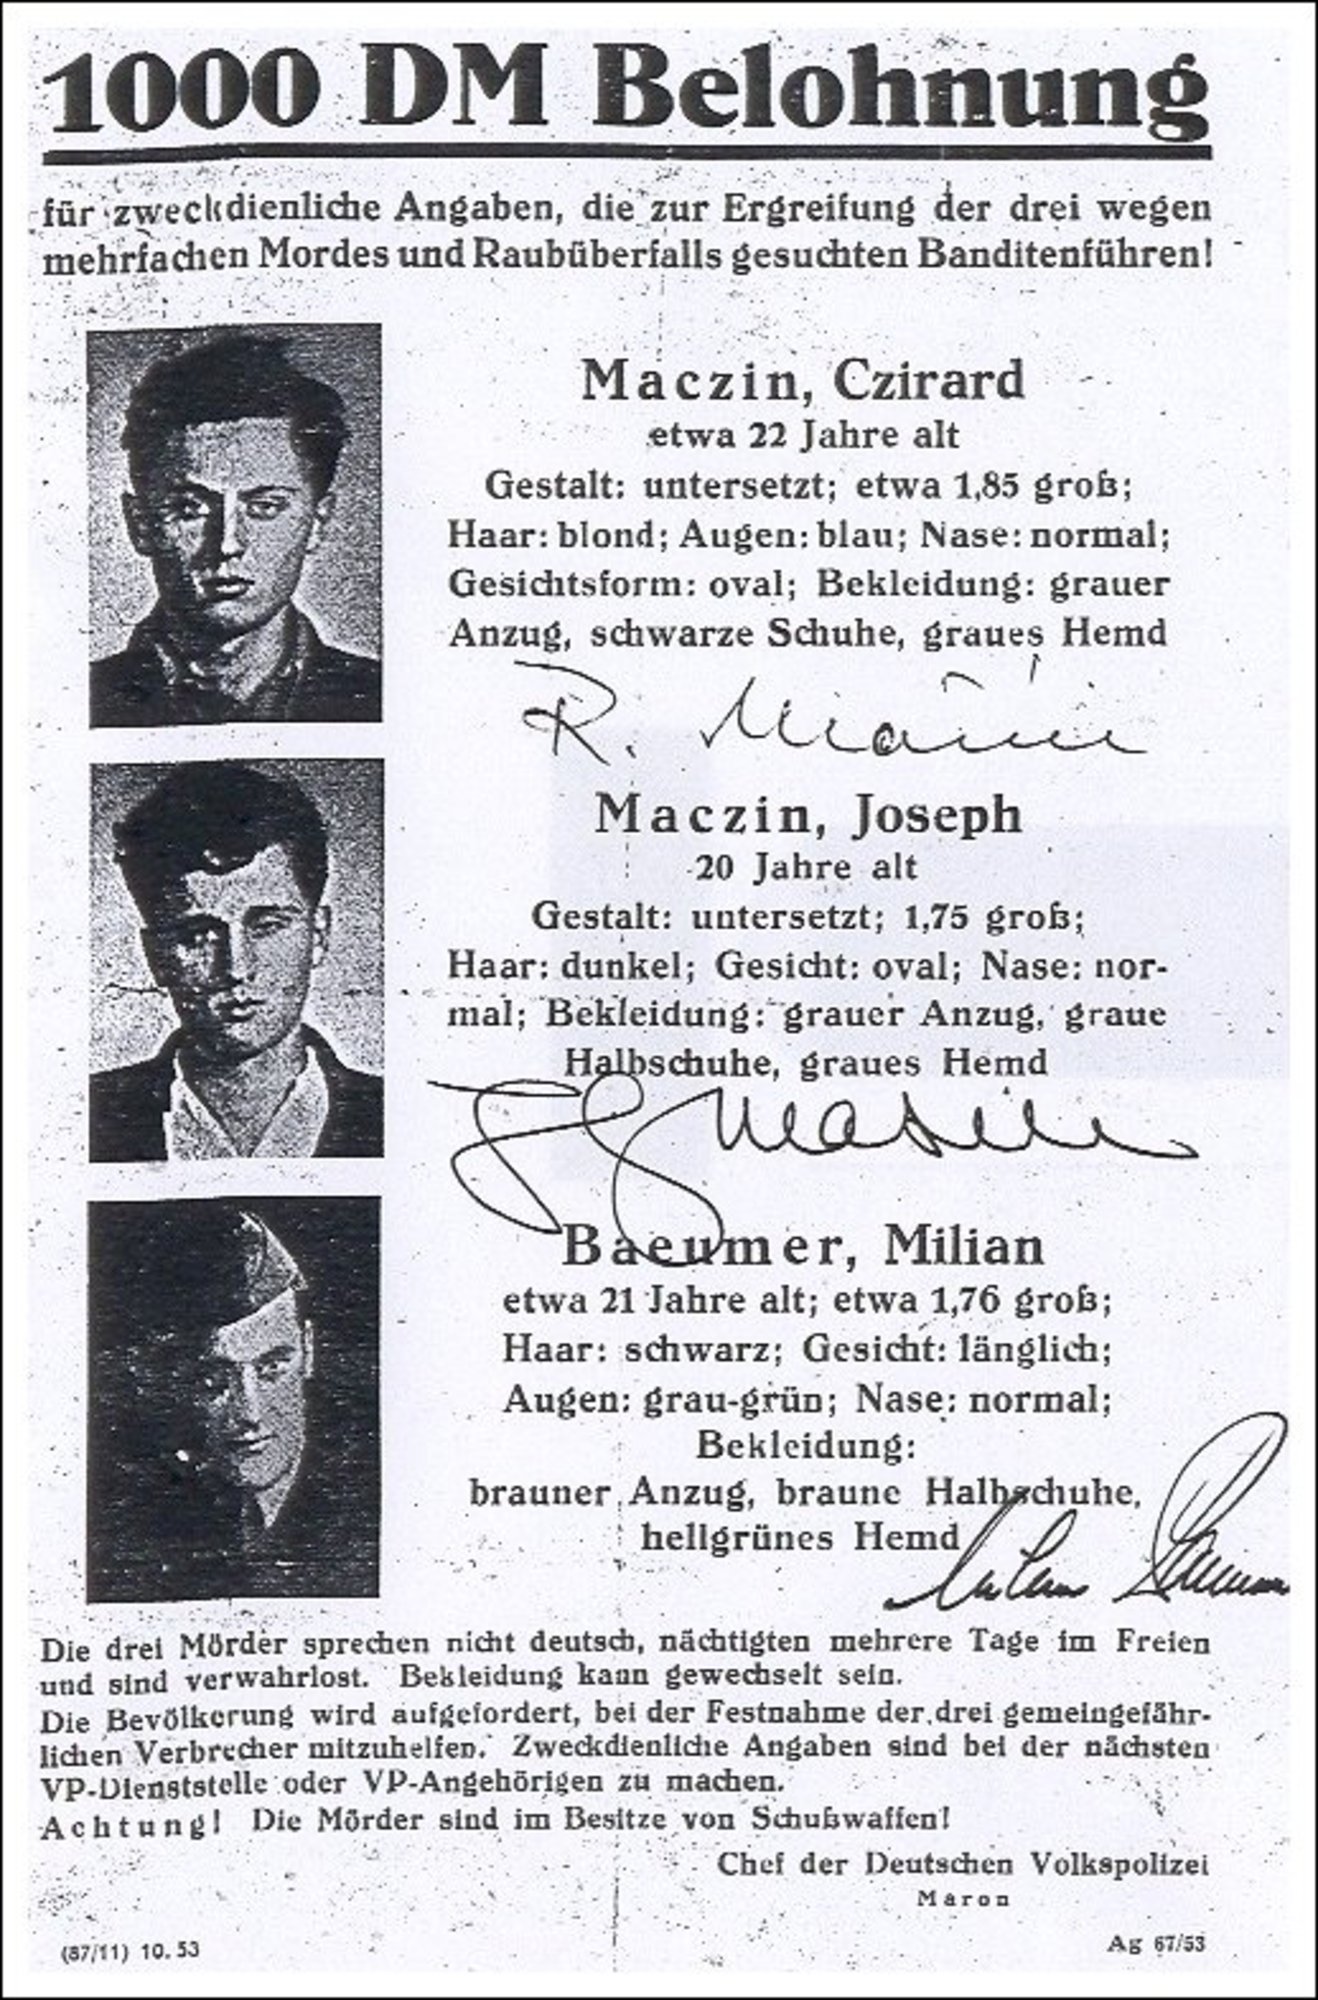 1000 DM Belohnung
für zweckdienliche Angaben, die zur Ergreifung der drei wegen
mehrfachen Mordes und Raubüberfalls gesuchten Banditenführen!
Maczin, Czirard
etwa 22 Jahre alt
Gestalt: untersetzt; etwa 1,85 groß;
Haar: blond; Augen: blau; Nase: normal;
Gesichtsform: oval; Bekleidung: grauer
Anzug, schwarze Schuhe, graues Hemd
R. Mašín
Maczin, Joseph
20 Jahre alt
Gestalt: untersetzt; 1,75 groß;
Haar: dunkel; Gesicht: oval; Nase: nor-
mal; Bekleidung: grauer Anzug, graue
Halbschuhe, graues Hemd
Baeumer, Milian
etwa 21 Jahre alt; etwa 1,76 groß;
Haar: schwarz; Gesicht: länglich;
Augen: grau-grün; Nase: normal;
Bekleidung:
brauner Anzug, braune Halbschuhe,
hellgrünes Hemd
Die drei Mörder sprechen nicht deutsch, nächtigten mehrere Tage im Freien
und sind verwahrlost. Bekleidung kann gewechselt sein.
Die Bevölkerung wird aufgefordert, bei der Festnahme der drei gemeingefähr-
lichen Verbrecher mitzuhelfen. Zweckdienliche Angaben sind bei der nächsten
VP-Dienststelle oder VP-Angehörigen zu machen.
Achtung! Die Mörder sind im Besitze von Schußwaffen!
Chef der Deutschen Volkspolizei
Maron
(87/11) 10. 53
Ag 67/53